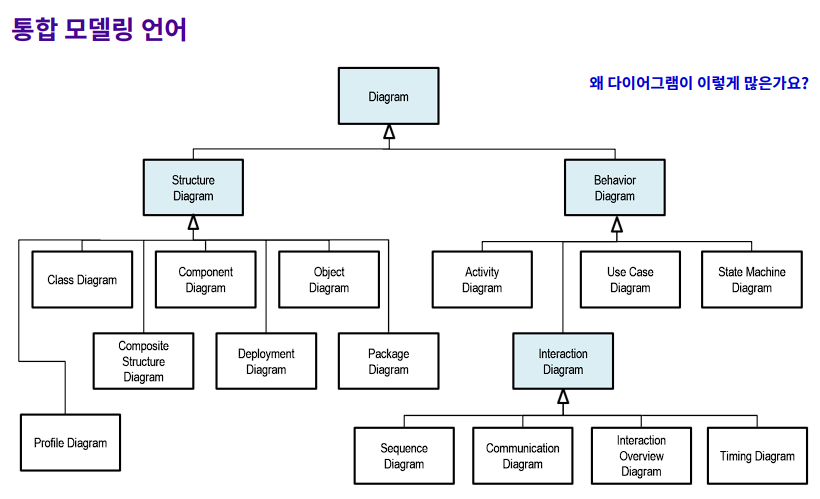 통합 모델링 언어
왜 다이어그램이 이렇게 많은가요?
Diagram
Structure
Diagram
Behavior
Diagram
Class Diagram
Component
Diagram
Object
Diagram
Activity
Diagram
Use Case
Diagram
State Machine
Diagram
Composite
Structure
Diagram
Deployment
Diagram
Package
Diagram
Interaction
Diagram
Profile Diagram
Sequence
Diagram
Communication
Diagram
Interaction
Overview
Diagram
Timing Diagram